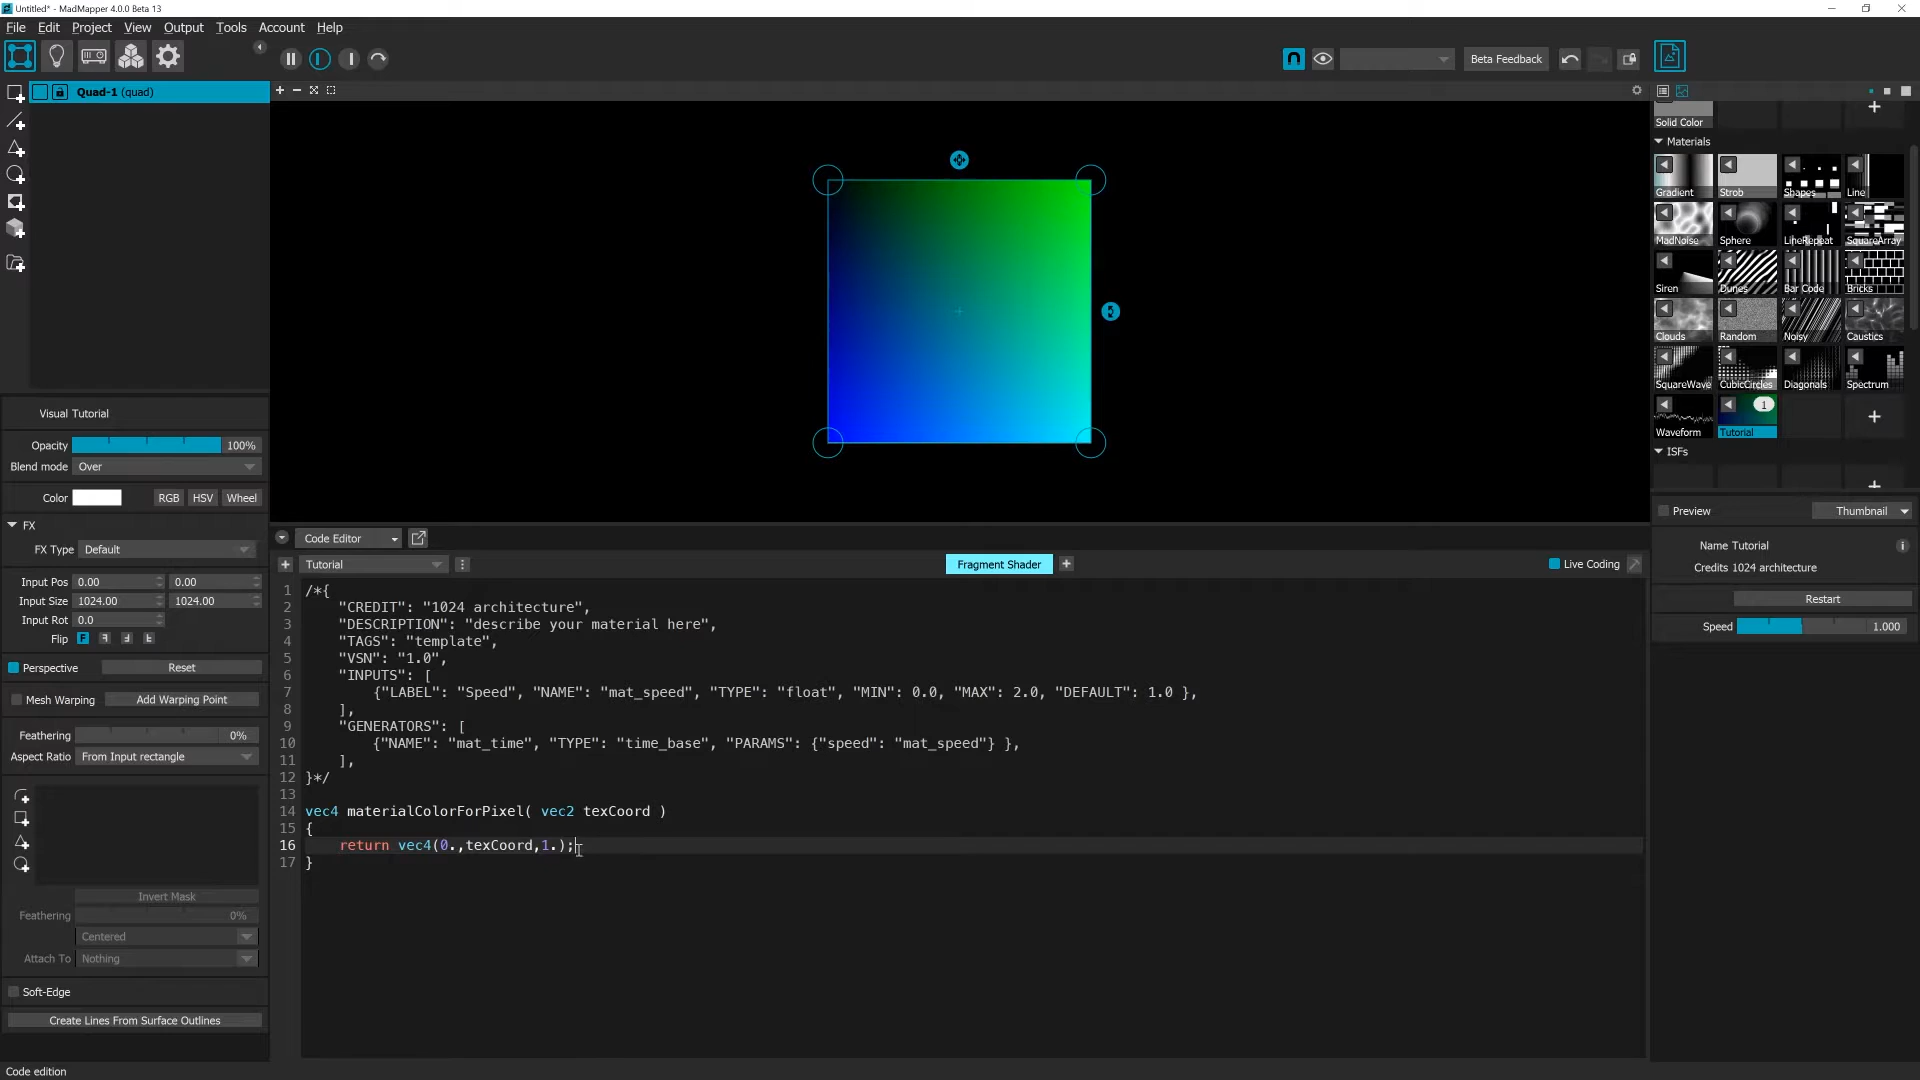 Untitled* - MadMapper 4.0.0 Beta 13
File Edit Project View Output Tools Account Help
Beta Feedback
Quad-1 (quad)
Solid Color
Materials
Gradient Strob Shapes Line
MadNoise Sphere LineRepeat SquareArray
Siren Dunes Bar Code Bricks
Clouds Random Noisy Caustics
SquareWave CubicCircles Diagonals Spectrum
1
Waveform Tutorial
ISFs
Visual Tutorial
Opacity 100%
Blend mode Over
Color RGB HSV Wheel
FX
FX Type Default
Input Pos 0.00 0.00
Input Size 1024.00 1024.00
Input Rot 0.0
Flip
Perspective Reset
Mesh Warping Add Warping Point
Feathering 0%
Aspect Ratio From Input rectangle
Invert Mask
Feathering 0%
Centered
Attach To Nothing
Soft-Edge
Create Lines From Surface Outlines
Code edition
Code Editor
Tutorial Fragment Shader Live Coding
1 /*{
2 "CREDIT": "1024 architecture",
3 "DESCRIPTION": "describe your material here",
4 "TAGS": "template",
5 "VSN": "1.0",
6 "INPUTS": [
7 {"LABEL": "Speed", "NAME": "mat_speed", "TYPE": "float", "MIN": 0.0, "MAX": 2.0, "DEFAULT": 1.0 },
8 ],
9 "GENERATORS": [
10 {"NAME": "mat_time", "TYPE": "time_base", "PARAMS": {"speed": "mat_speed"} },
11 ],
12 }*/
13
14 vec4 materialColorForPixel( vec2 texCoord )
15 {
16 return vec4(0.,texCoord,1.);
17 }
Preview Thumbnail
Name Tutorial
Credits 1024 architecture
Restart
Speed 1.000